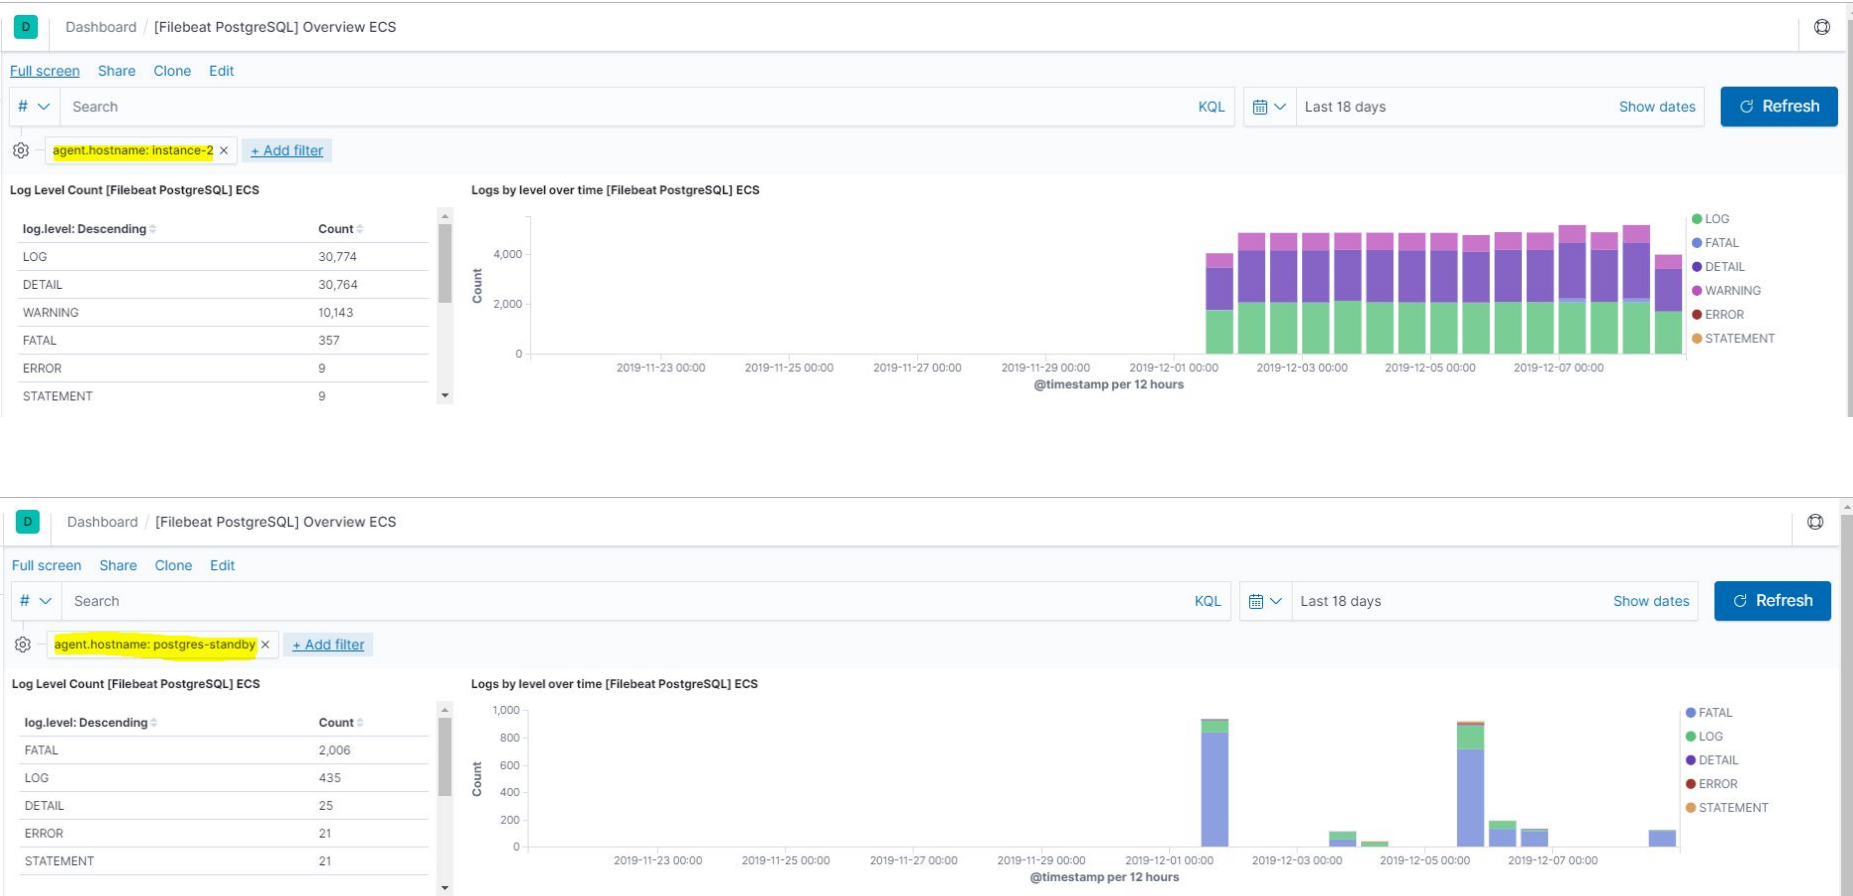 D Dashboard / [Filebeat PostgreSQL] Overview ECS
Full screen Share Clone Edit
# Search KQL Last 18 days Show dates Refresh
agent.hostname: instance-2 × + Add filter
Log Level Count [Filebeat PostgreSQL] ECS
log.level: Descending Count
LOG 30,774
DETAIL 30,764
WARNING 10,143
FATAL 357
ERROR 9
STATEMENT 9
Logs by level over time [Filebeat PostgreSQL] ECS
Count
4,000
2,000
0
2019-11-23 00:00 2019-11-25 00:00 2019-11-27 00:00 2019-11-29 00:00 2019-12-01 00:00 2019-12-03 00:00 2019-12-05 00:00 2019-12-07 00:00
@timestamp per 12 hours
LOG
FATAL
DETAIL
WARNING
ERROR
STATEMENT
D Dashboard / [Filebeat PostgreSQL] Overview ECS
Full screen Share Clone Edit
# Search KQL Last 18 days Show dates Refresh
agent.hostname: postgres-standby × + Add filter
Log Level Count [Filebeat PostgreSQL] ECS
log.level: Descending Count
FATAL 2,006
LOG 435
DETAIL 25
ERROR 21
STATEMENT 21
Logs by level over time [Filebeat PostgreSQL] ECS
Count
1,000
800
600
400
200
0
2019-11-23 00:00 2019-11-25 00:00 2019-11-27 00:00 2019-11-29 00:00 2019-12-01 00:00 2019-12-03 00:00 2019-12-05 00:00 2019-12-07 00:00
@timestamp per 12 hours
FATAL
LOG
DETAIL
ERROR
STATEMENT